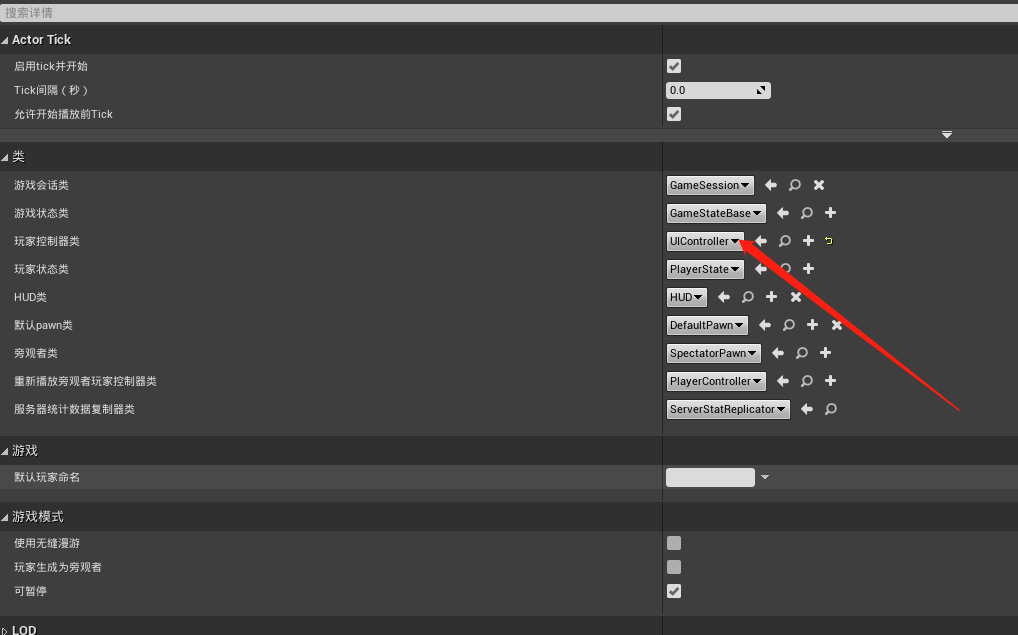 搜索详情
Actor Tick
启用tick并开始
Tick间隔（秒） 0.0
允许开始播放前Tick
类
游戏会话类 GameSession
游戏状态类 GameStateBase
玩家控制器类 UIController
玩家状态类 PlayerState
HUD类 HUD
默认pawn类 DefaultPawn
旁观者类 SpectatorPawn
重新播放旁观者玩家控制器类 PlayerController
服务器统计数据复制器类 ServerStatReplicator
游戏
默认玩家命名
游戏模式
使用无缝漫游
玩家生成为旁观者
可暂停
LOD